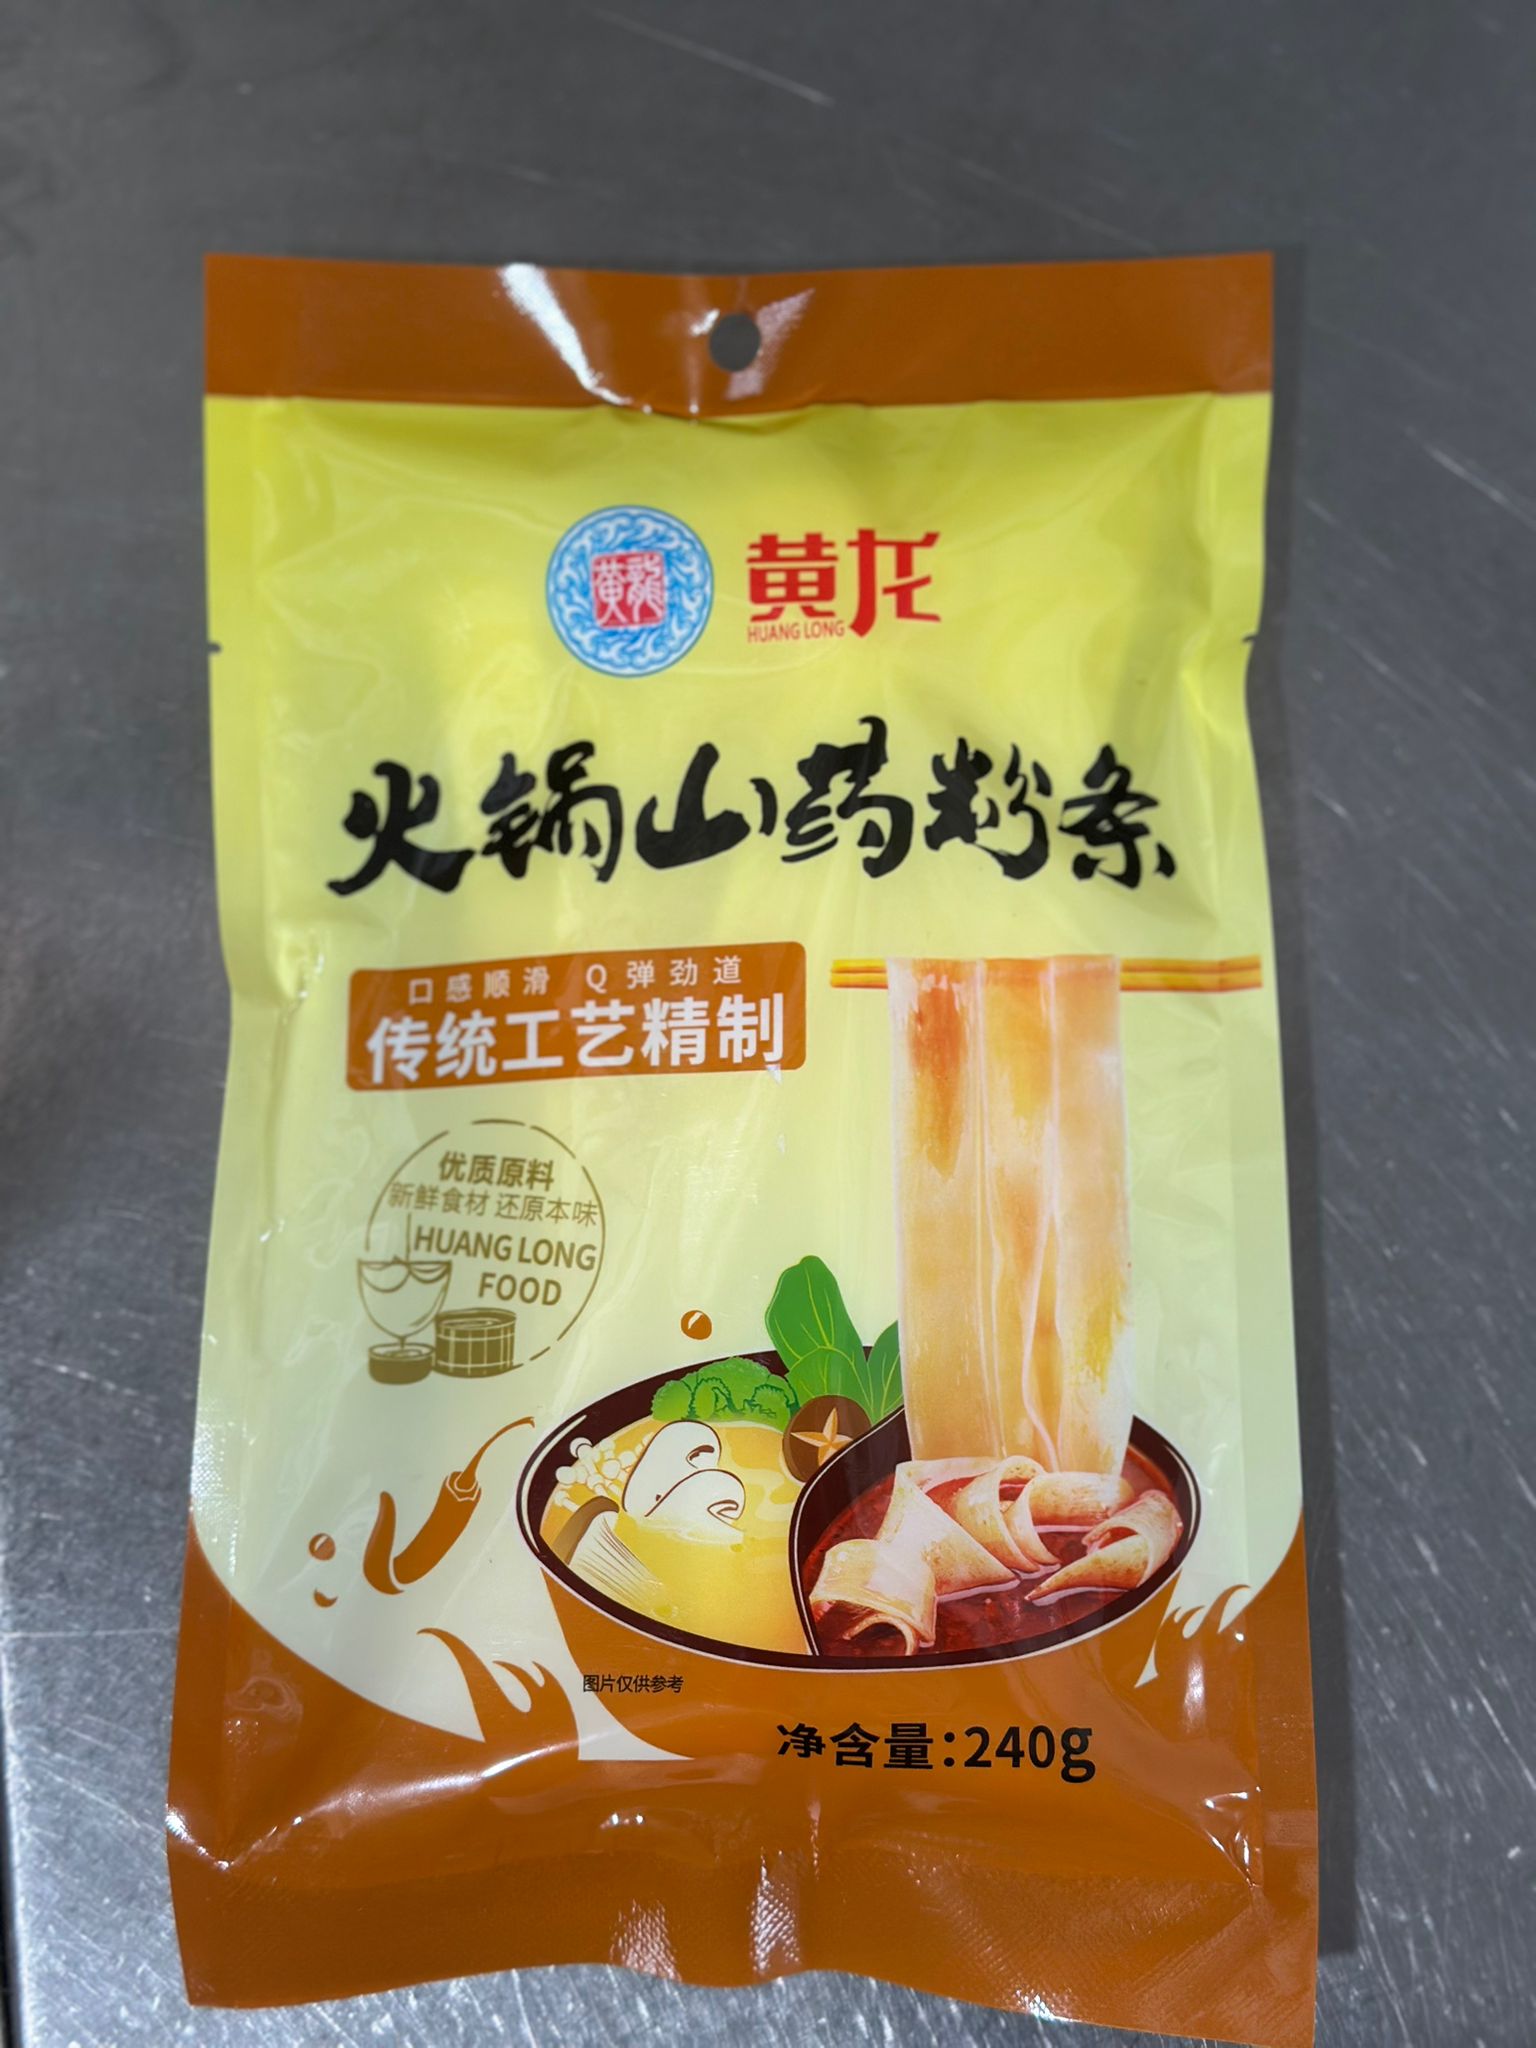 黄龍
黄龙
HUANG LONG
火锅山药粉条
口感顺滑 Q弹劲道
传统工艺精制
优质原料
新鲜食材 还原本味
HUANG LONG
FOOD
图片仅供参考
净含量:240g